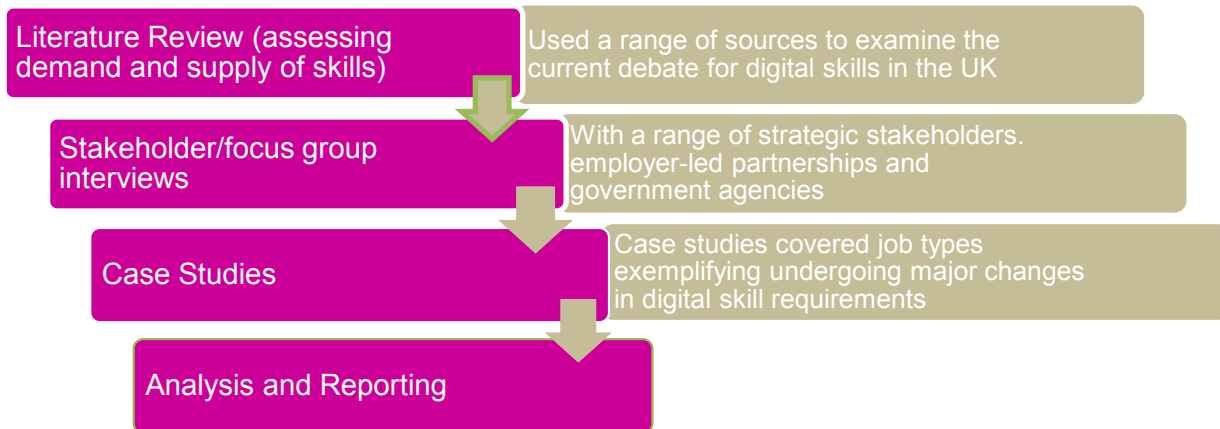 Literature Review (assessing
demand and supply of skills)
Used a range of sources to examine the
current debate for digital skills in the UK
Stakeholder/focus group
interviews
With a range of strategic stakeholders.
employer-led partnerships and
government agencies
Case Studies
Case studies covered job types
exemplifying undergoing major changes
in digital skill requirements
Analysis and Reporting